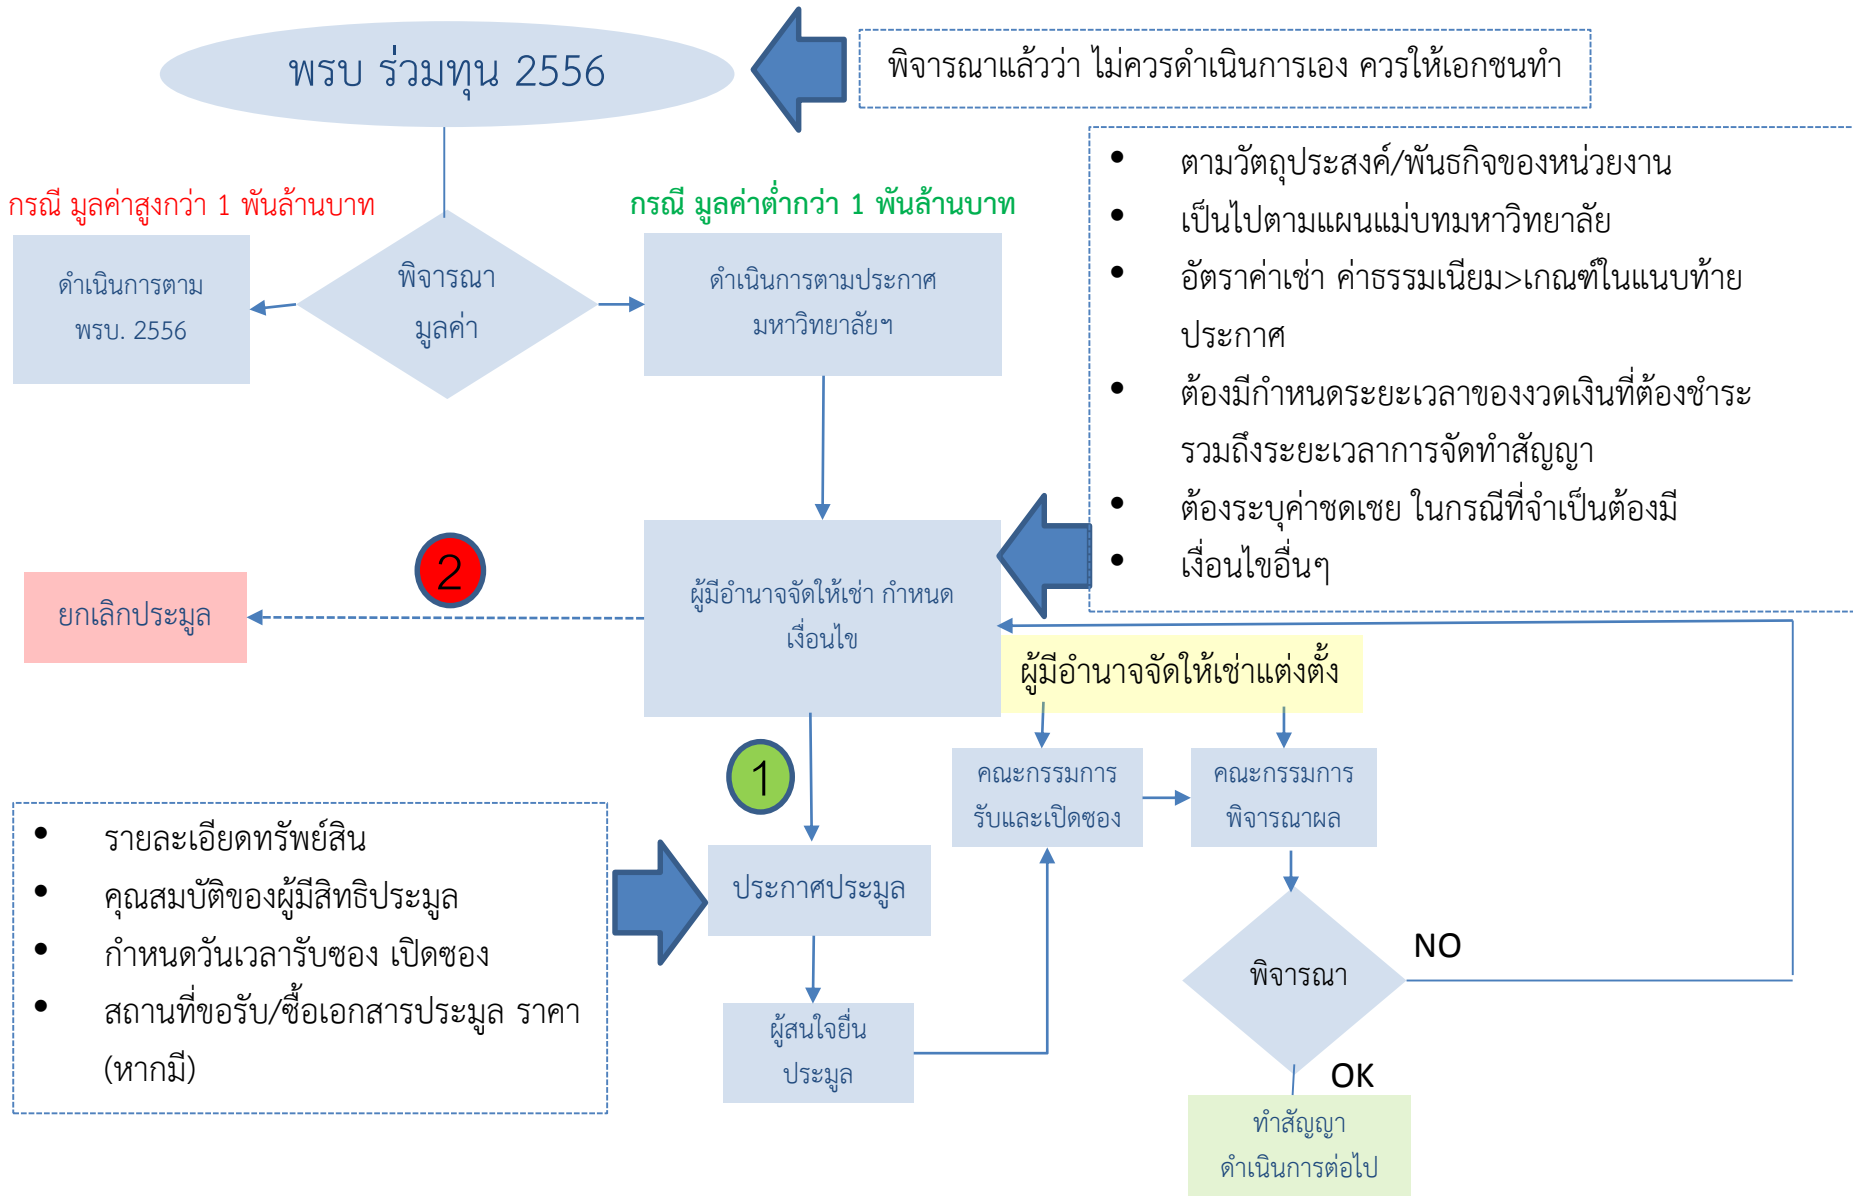 พรบ ร่วมทุน 2556
พิจารณาแล้วว่า ไม่ควรดำเนินการเอง ควรให้เอกชนทำ
กรณี มูลค่าสูงกว่า 1 พันล้านบาท
กรณี มูลค่าต่ำกว่า 1 พันล้านบาท
ดำเนินการตาม
พรบ. 2556
พิจารณา
มูลค่า
ดำเนินการตามประกาศ
มหาวิทยาลัยฯ
• ตามวัตถุประสงค์/พันธกิจของหน่วยงาน
• เป็นไปตามแผนแม่บทมหาวิทยาลัย
• อัตราค่าเช่า ค่าธรรมเนียม>เกณฑ์ในแนบท้าย
ประกาศ
• ต้องมีกำหนดระยะเวลาของงวดเงินที่ต้องชำระ
รวมถึงระยะเวลาการจัดทำสัญญา
• ต้องระบุค่าชดเชย ในกรณีที่จำเป็นต้องมี
• เงื่อนไขอื่นๆ
2
ยกเลิกประมูล
ผู้มีอำนาจจัดให้เช่า กำหนด
เงื่อนไข
ผู้มีอำนาจจัดให้เช่าแต่งตั้ง
1
คณะกรรมการ
รับและเปิดซอง
คณะกรรมการ
พิจารณาผล
• รายละเอียดทรัพย์สิน
• คุณสมบัติของผู้มีสิทธิประมูล
• กำหนดวันเวลารับซอง เปิดซอง
• สถานที่ขอรับ/ซื้อเอกสารประมูล ราคา
(หากมี)
ประกาศประมูล
ผู้สนใจยื่น
ประมูล
พิจารณา
NO
OK
ทำสัญญา
ดำเนินการต่อไป